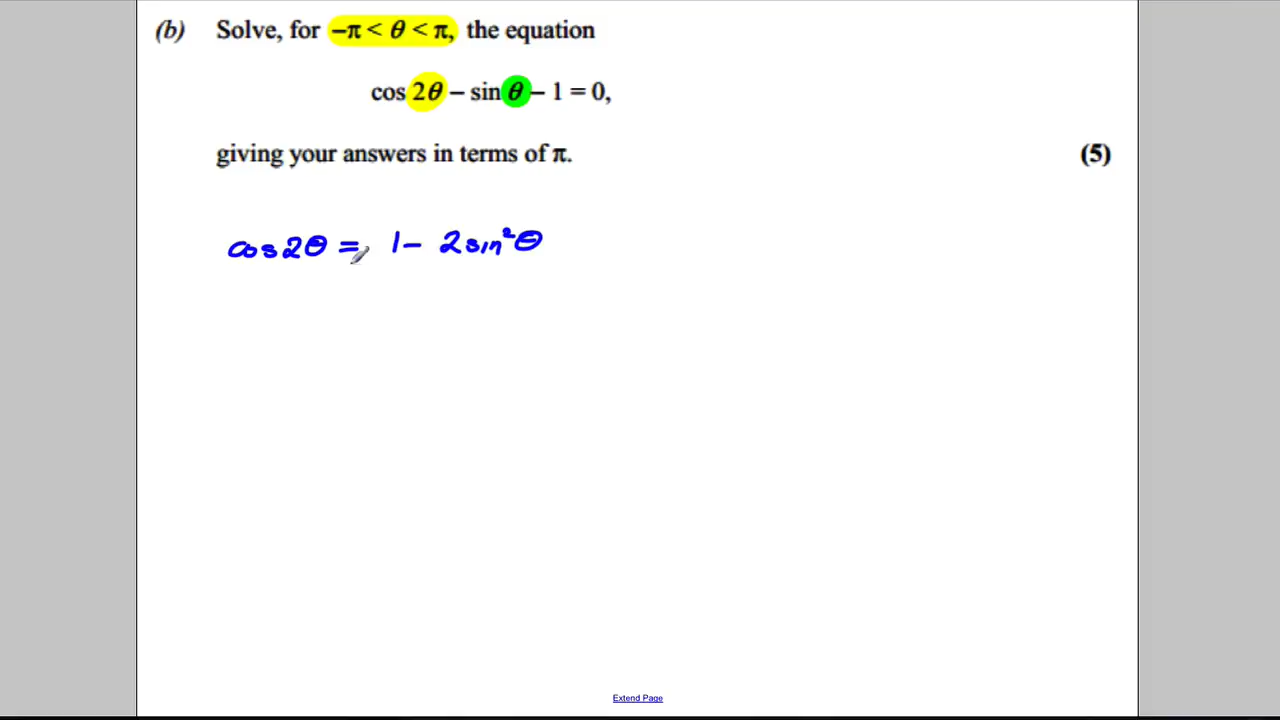 (b) Solve, for –π < θ < π, the equation
cos 2θ – sin θ – 1 = 0,
giving your answers in terms of π. (5)
cos2θ = 1 - 2sin²θ
Extend Page